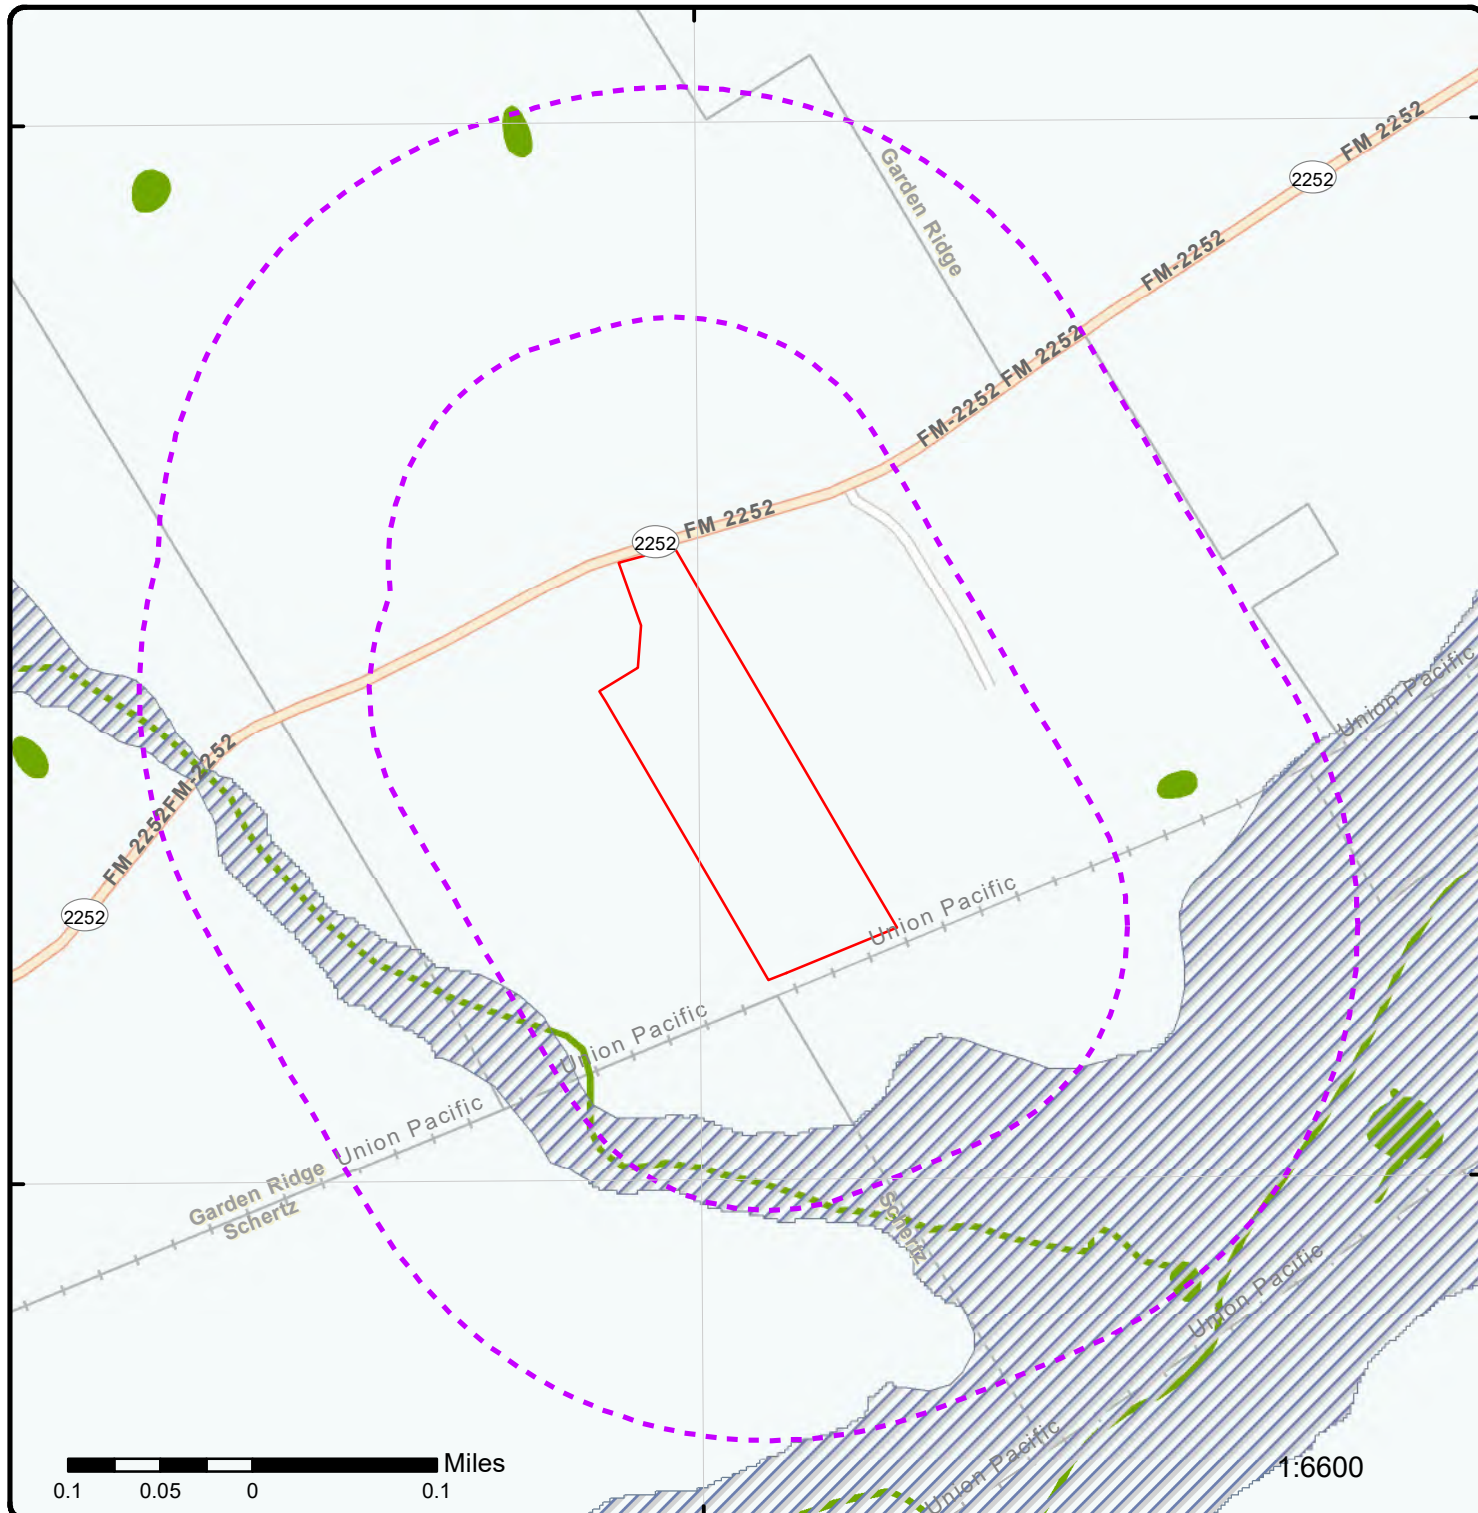 FM 2252
2252
Garden Ridge
FM-2252
FM 2252
FM-2252
FM 2252
2252
Union Pacific
FM-2252
FM 2252
2252
Union Pacific
Union Pacific
Union Pacific
Garden Ridge
Schertz
Schertz
Union Pacific
Union Pacific
Miles
0.1 0.05 0 0.1
1:6600